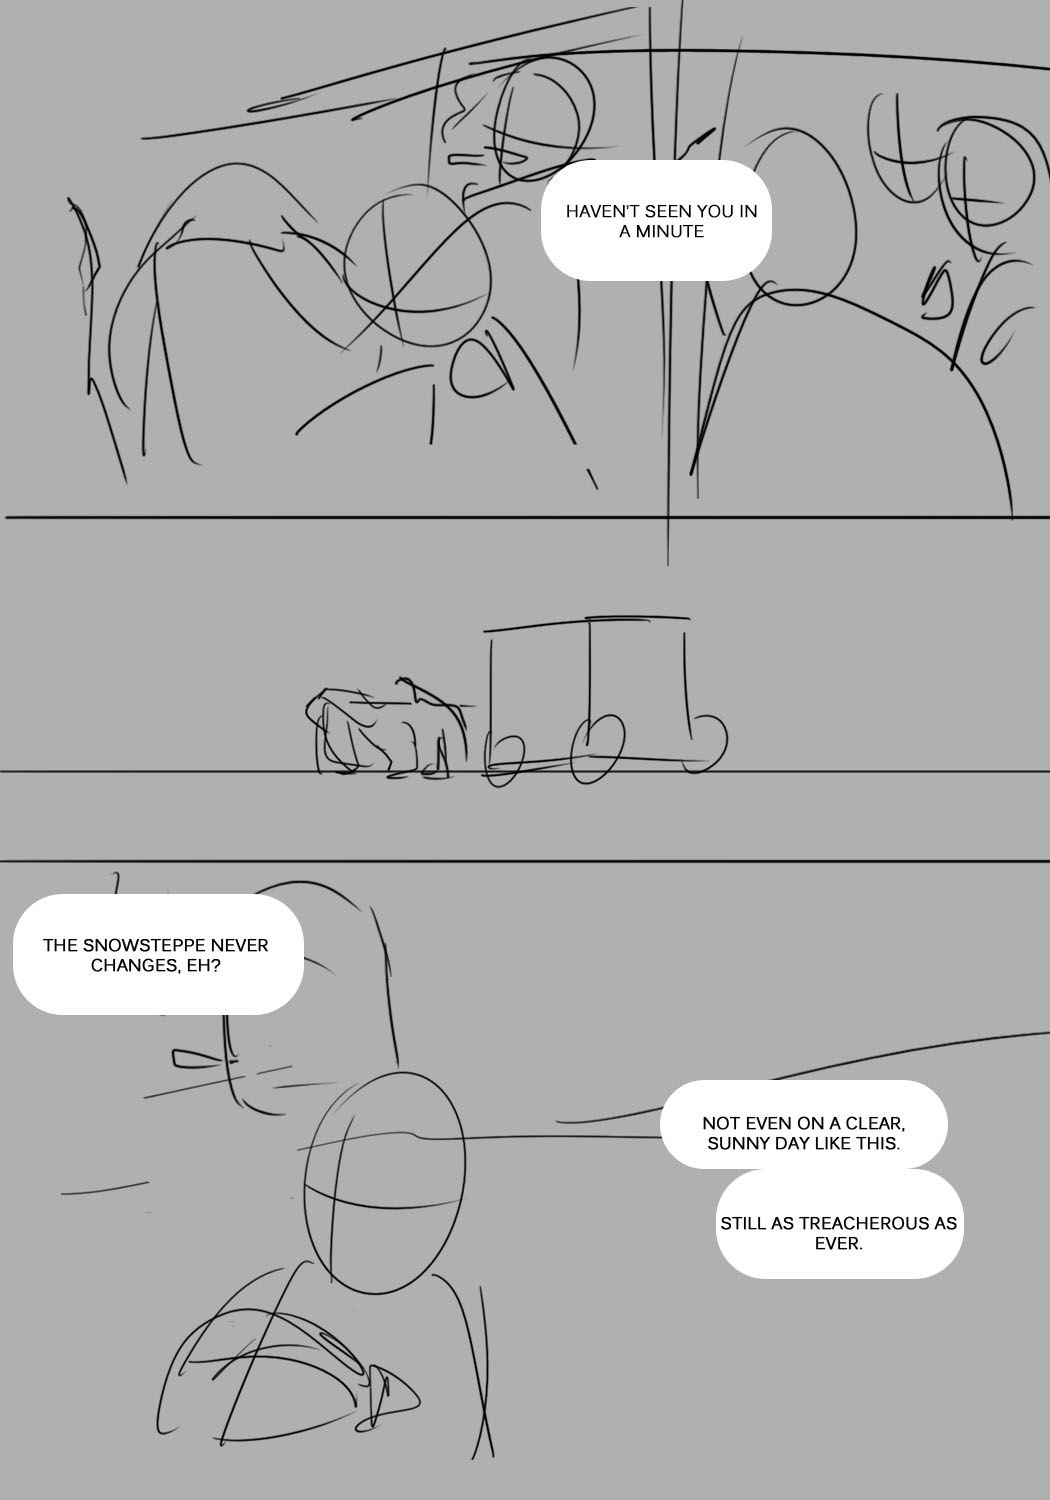 HAVEN'T SEEN YOU IN
A MINUTE
THE SNOWSTEPPE NEVER
CHANGES, EH?
NOT EVEN ON A CLEAR,
SUNNY DAY LIKE THIS.
STILL AS TREACHEROUS AS
EVER.